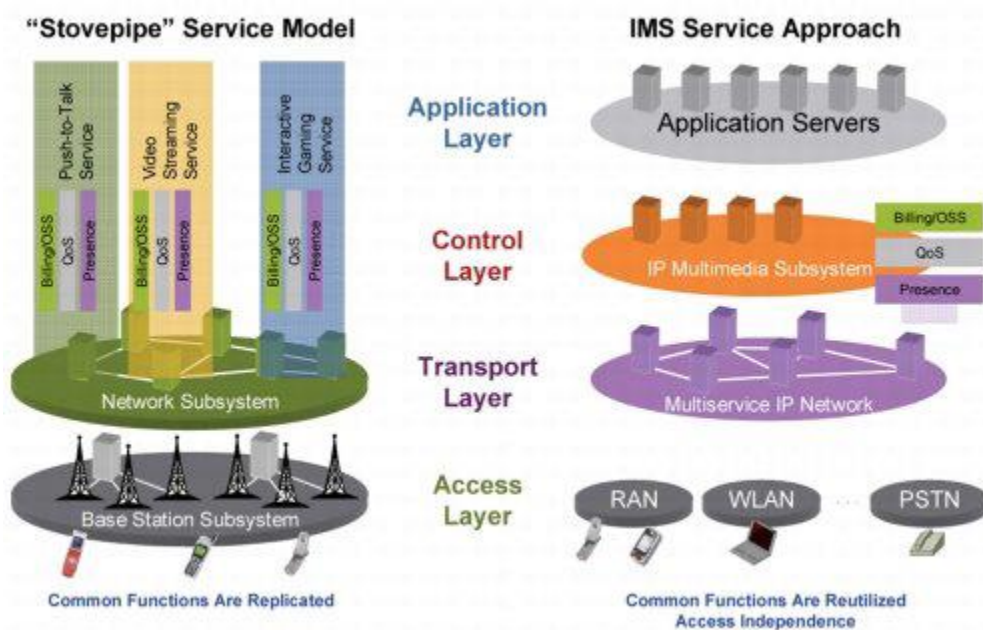 “Stovepipe” Service Model
Push-to-Talk
Service
Video
Streaming
Service
Interactive
Gaming
Service
Billing/OSS
QoS
Presence
Billing/OSS
QoS
Presence
Billing/OSS
QoS
Presence
Network Subsystem
Base Station Subsystem
Common Functions Are Replicated
Application
Layer
Control
Layer
Transport
Layer
Access
Layer
IMS Service Approach
Application Servers
IP Multimedia Subsystem
Billing/OSS
QoS
Presence
Multiservice IP Network
RAN
WLAN
...
PSTN
Common Functions Are Reutilized
Access Independence